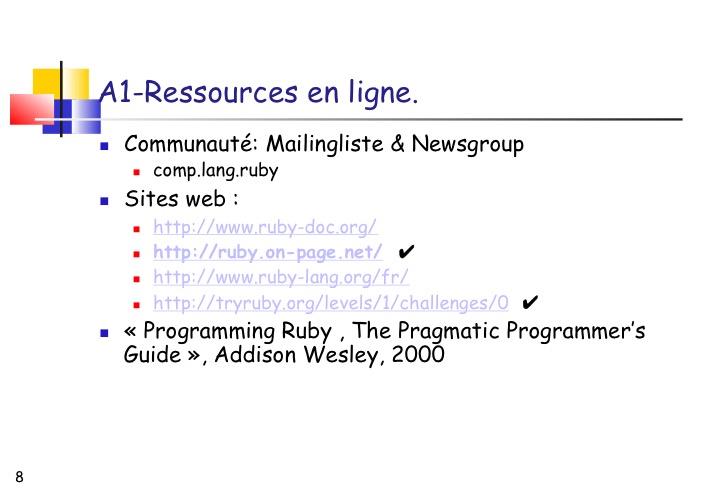 A1-Ressources en ligne.
Communauté: Mailingliste & Newsgroup
comp.lang.ruby
Sites web :
http://www.ruby-doc.org/
http://ruby.on-page.net/ ✔
http://www.ruby-lang.org/fr/
http://tryruby.org/levels/1/challenges/0 ✔
« Programming Ruby , The Pragmatic Programmer’s
Guide », Addison Wesley, 2000
8